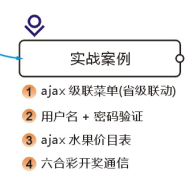 实战案例
1 ajax 级联菜单(省级联动)
2 用户名 + 密码验证
3 ajax 水果价目表
4 六合彩开奖通信